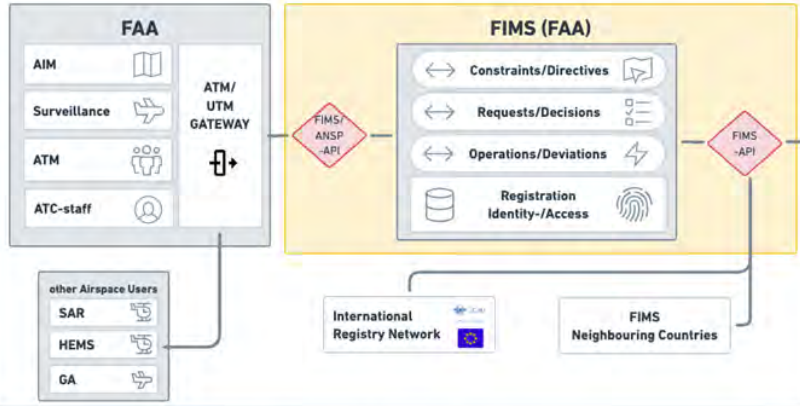 FAA
AIM
Surveillance
ATM
ATC-staff
ATM/
UTM
GATEWAY
FIMS (FAA)
FIMS/
ANSP
-API
Constraints/Directives
Requests/Decisions
Operations/Deviations
Registration
Identity-/Access
FIMS
-API
other Airspace Users
SAR
HEMS
GA
International
Registry Network
FIMS
Neighbouring Countries